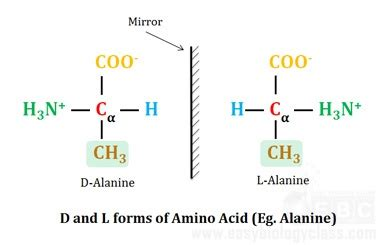 Mirror
COO⁻ COO⁻
H₃N⁺ — Cα — H H — Cα — H₃N⁺
CH₃ CH₃
D-Alanine L-Alanine
D and L forms of Amino Acid (Eg. Alanine)
www.easybiologyclass.com